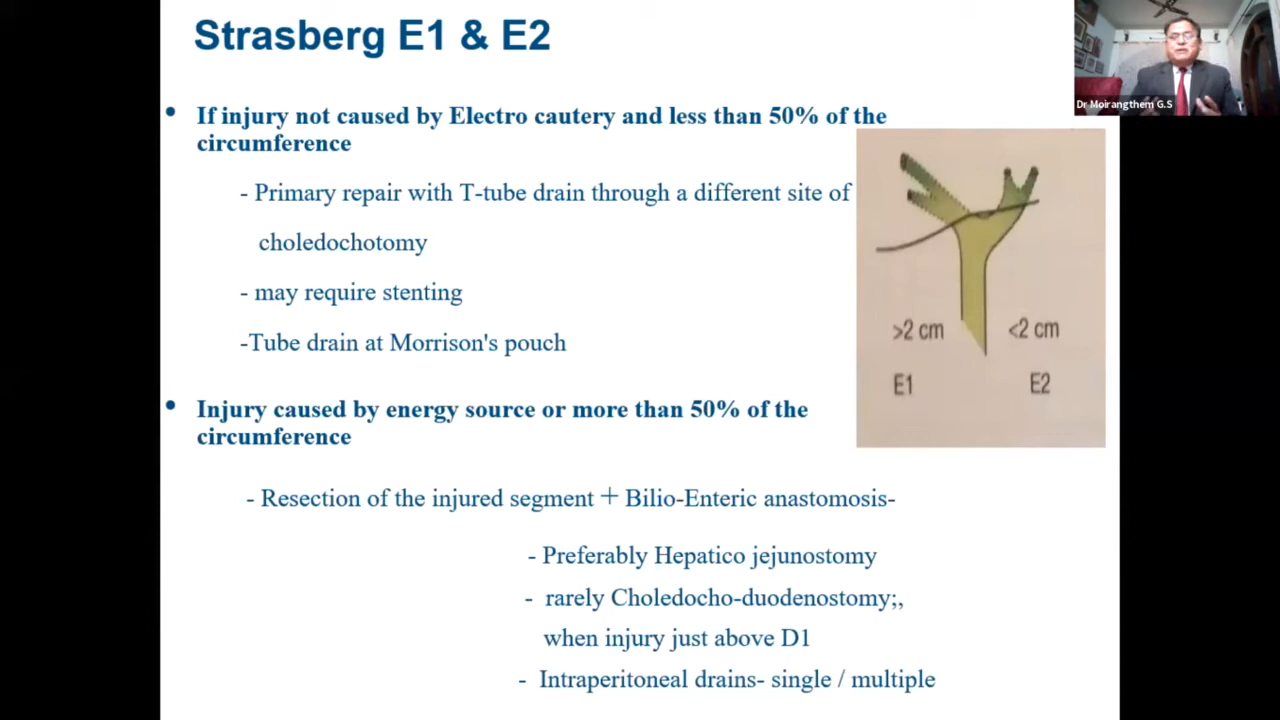 Strasberg E1 & E2
Dr Moirangthem G.S
• If injury not caused by Electro cautery and less than 50% of the
circumference
- Primary repair with T-tube drain through a different site of
choledochotomy
- may require stenting
-Tube drain at Morrison's pouch
>2 cm <2 cm
E1 E2
• Injury caused by energy source or more than 50% of the
circumference
- Resection of the injured segment + Bilio-Enteric anastomosis-
- Preferably Hepatico jejunostomy
- rarely Choledocho-duodenostomy;,
when injury just above D1
- Intraperitoneal drains- single / multiple